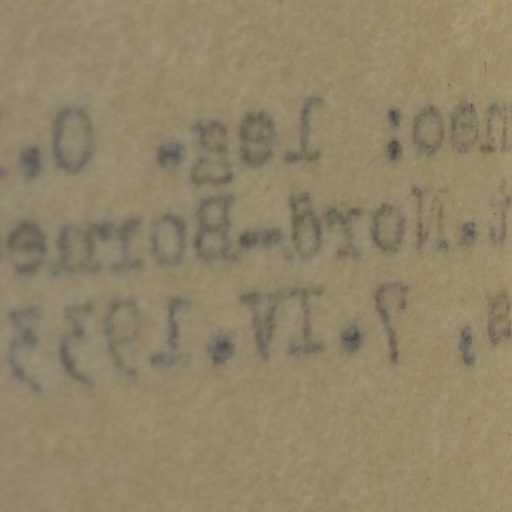 neo: leg. O.
t.Nord-Borne
a, 7.IV.1933